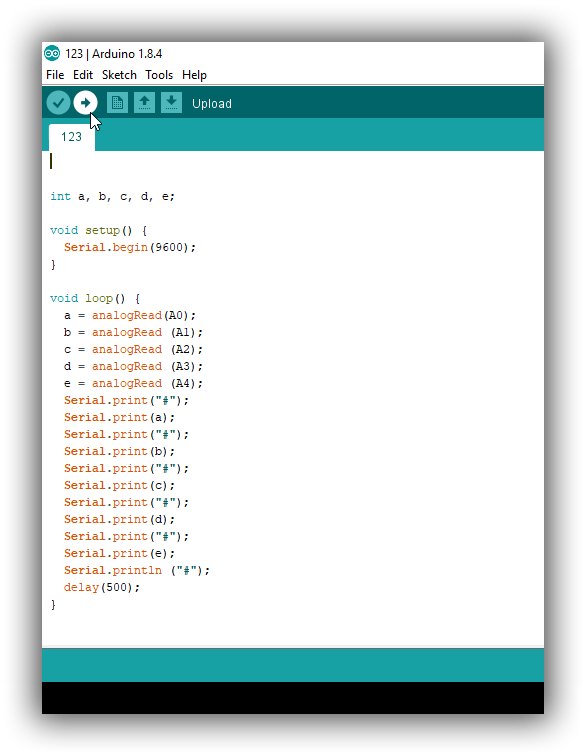 123 | Arduino 1.8.4
File Edit Sketch Tools Help
Upload
123
int a, b, c, d, e;
void setup() {
  Serial.begin(9600);
}
void loop() {
  a = analogRead(A0);
  b = analogRead (A1);
  c = analogRead (A2);
  d = analogRead (A3);
  e = analogRead (A4);
  Serial.print("#");
  Serial.print(a);
  Serial.print("#");
  Serial.print(b);
  Serial.print("#");
  Serial.print(c);
  Serial.print("#");
  Serial.print(d);
  Serial.print("#");
  Serial.print(e);
  Serial.println ("#");
  delay(500);
}